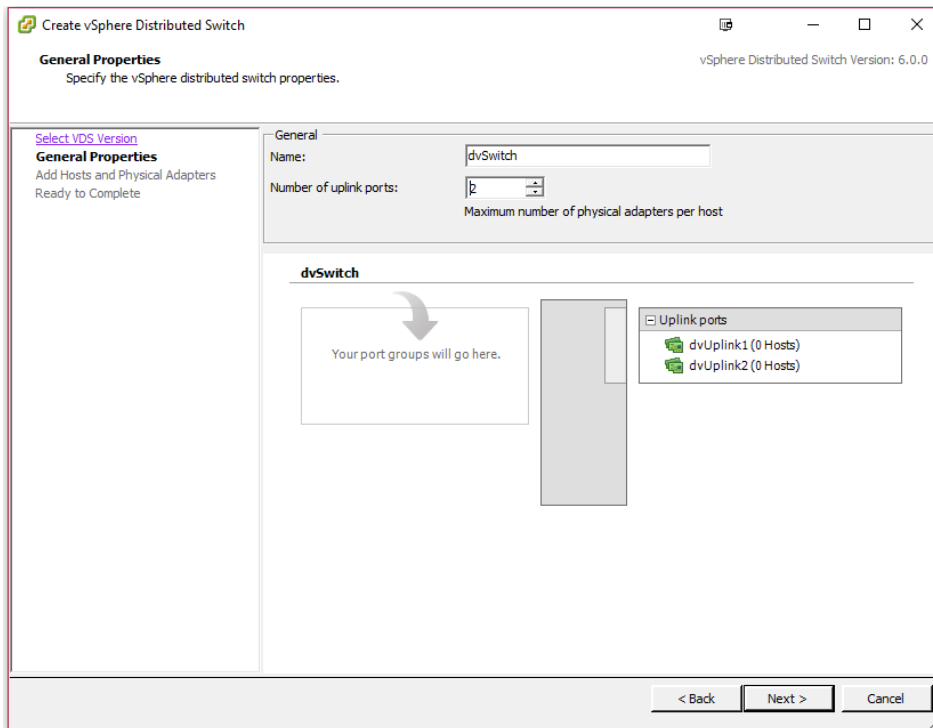 Create vSphere Distributed Switch
General Properties
Specify the vSphere distributed switch properties.
vSphere Distributed Switch Version: 6.0.0
Select VDS Version
General Properties
Add Hosts and Physical Adapters
Ready to Complete
General
Name:
dvSwitch
Number of uplink ports:
2
Maximum number of physical adapters per host
dvSwitch
Your port groups will go here.
Uplink ports
dvUplink1 (0 Hosts)
dvUplink2 (0 Hosts)
< Back
Next >
Cancel